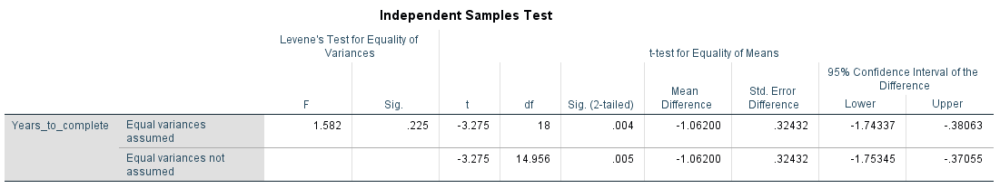 Independent Samples Test
Levene's Test for Equality of
Variances
t-test for Equality of Means
95% Confidence Interval of the
Difference
Mean
Difference
Std. Error
Difference
F Sig. t df Sig. (2-tailed) Lower Upper
Years_to_complete Equal variances
assumed
1.582 .225 -3.275 18 .004 -1.06200 .32432 -1.74337 -.38063
Equal variances not
assumed
-3.275 14.956 .005 -1.06200 .32432 -1.75345 -.37055